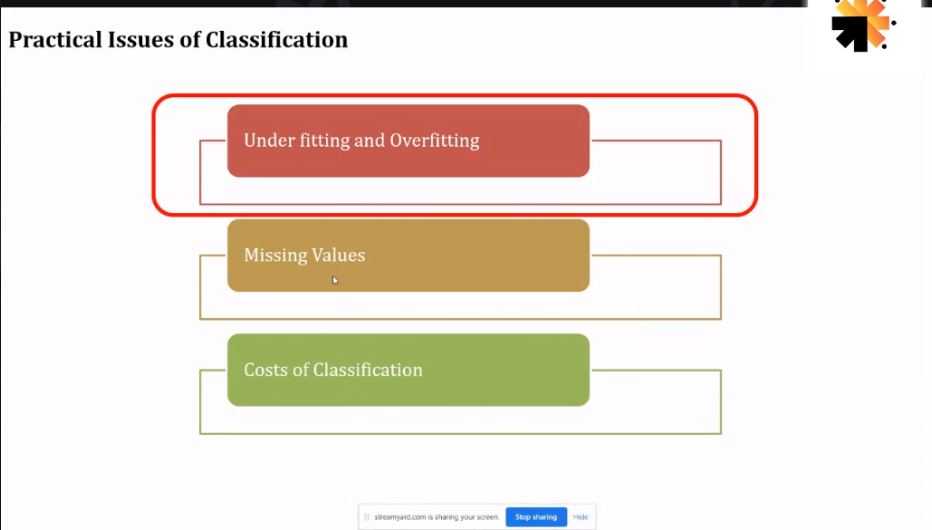 Practical Issues of Classification
Under fitting and Overfitting
Missing Values
Costs of Classification
streamyard.com is sharing your screen. Stop sharing Hide